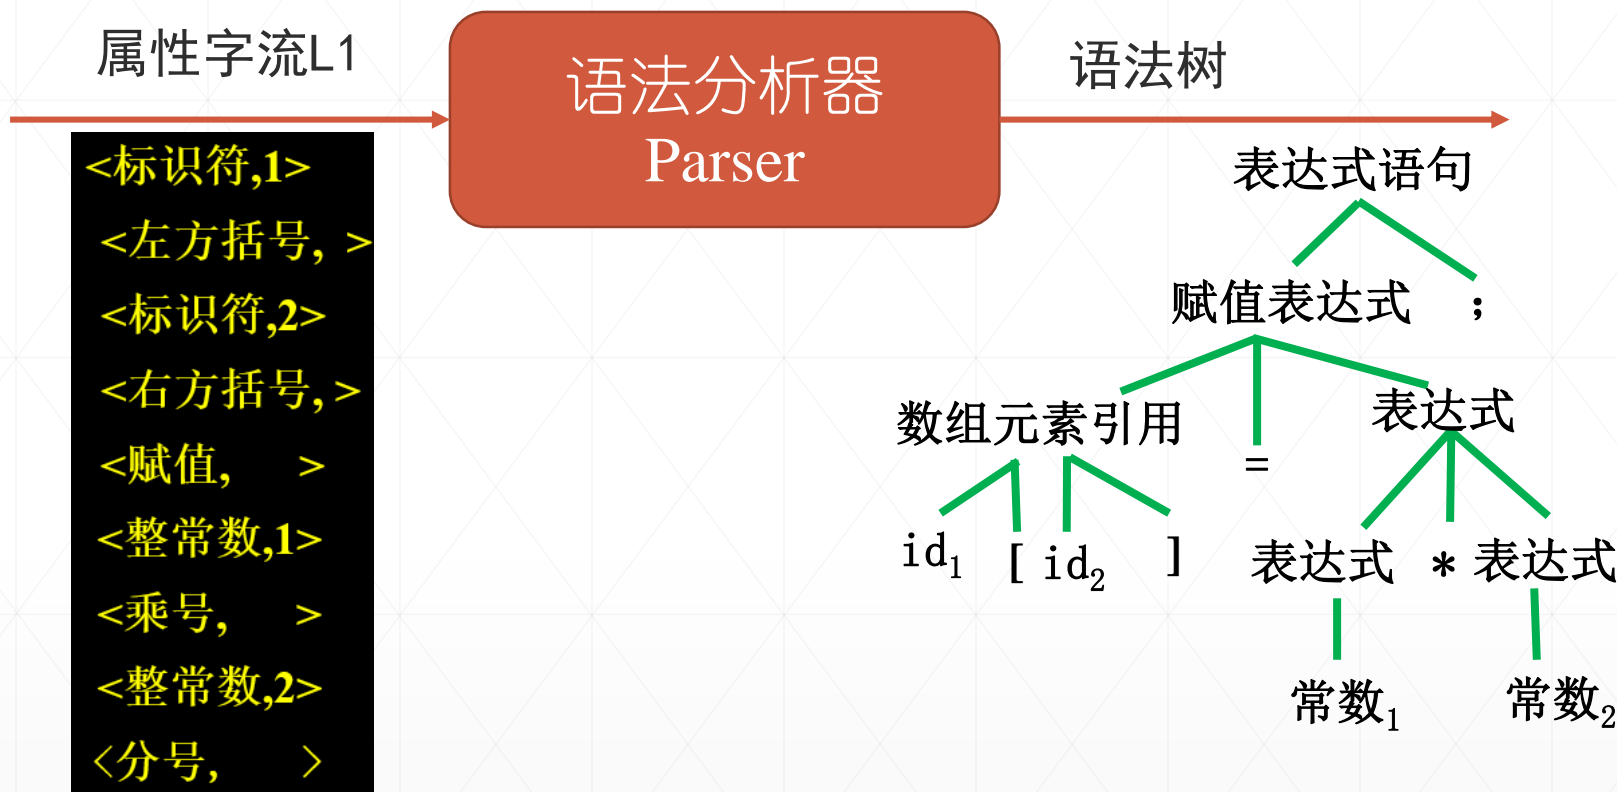 属性字流L1
语法分析器
Parser
语法树
<标识符,1>
<左方括号, >
<标识符,2>
<右方括号, >
<赋值, >
<整常数,1>
<乘号, >
<整常数,2>
<分号, >
表达式语句
赋值表达式 ;
数组元素引用 = 表达式
id₁ [ id₂ ] 表达式 * 表达式
常数₁ 常数₂